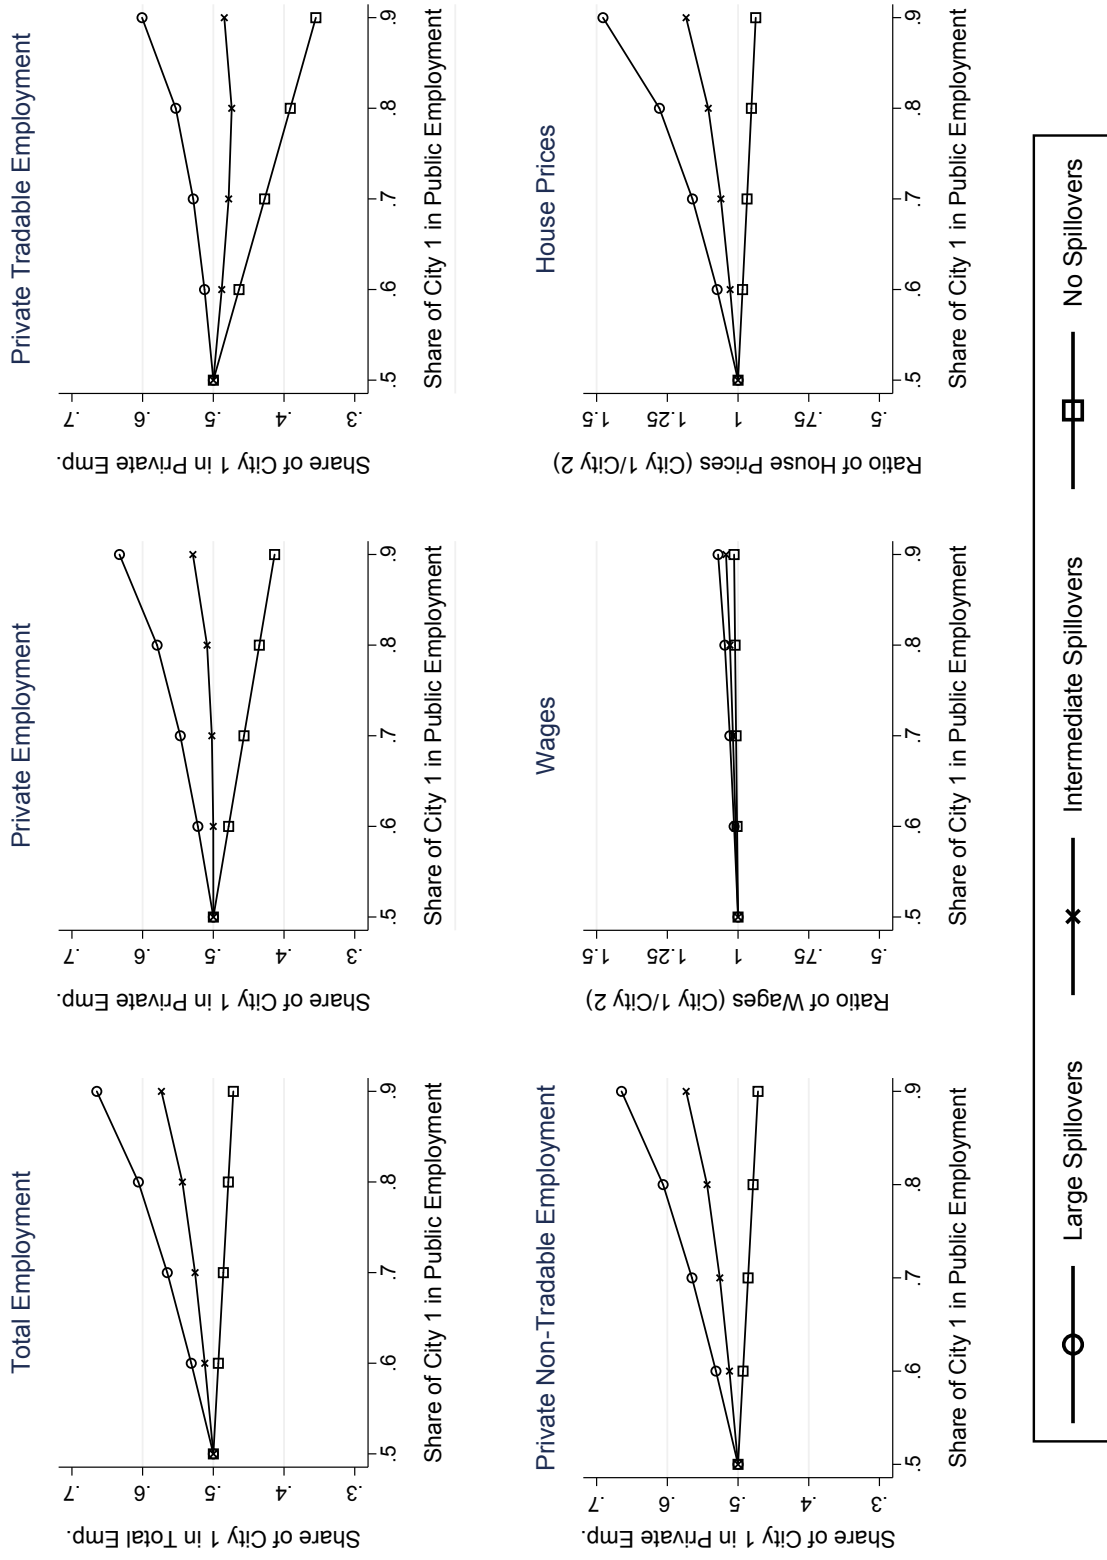 Total Employment
Share of City 1 in Total Emp.
.7
.6
.5
.4
.3
.5 .6 .7 .8 .9
Share of City 1 in Public Employment
Private Employment
Share of City 1 in Private Emp.
.7
.6
.5
.4
.3
.5 .6 .7 .8 .9
Share of City 1 in Public Employment
Private Tradable Employment
Share of City 1 in Private Emp.
.7
.6
.5
.4
.3
.5 .6 .7 .8 .9
Share of City 1 in Public Employment
Private Non-Tradable Employment
Share of City 1 in Private Emp.
.7
.6
.5
.4
.3
.5 .6 .7 .8 .9
Share of City 1 in Public Employment
Wages
Ratio of Wages (City 1/City 2)
1.5
1.25
1
.75
.5
.5 .6 .7 .8 .9
Share of City 1 in Public Employment
House Prices
Ratio of House Prices (City 1/City 2)
1.5
1.25
1
.75
.5
.5 .6 .7 .8 .9
Share of City 1 in Public Employment
Large Spillovers Intermediate Spillovers No Spillovers